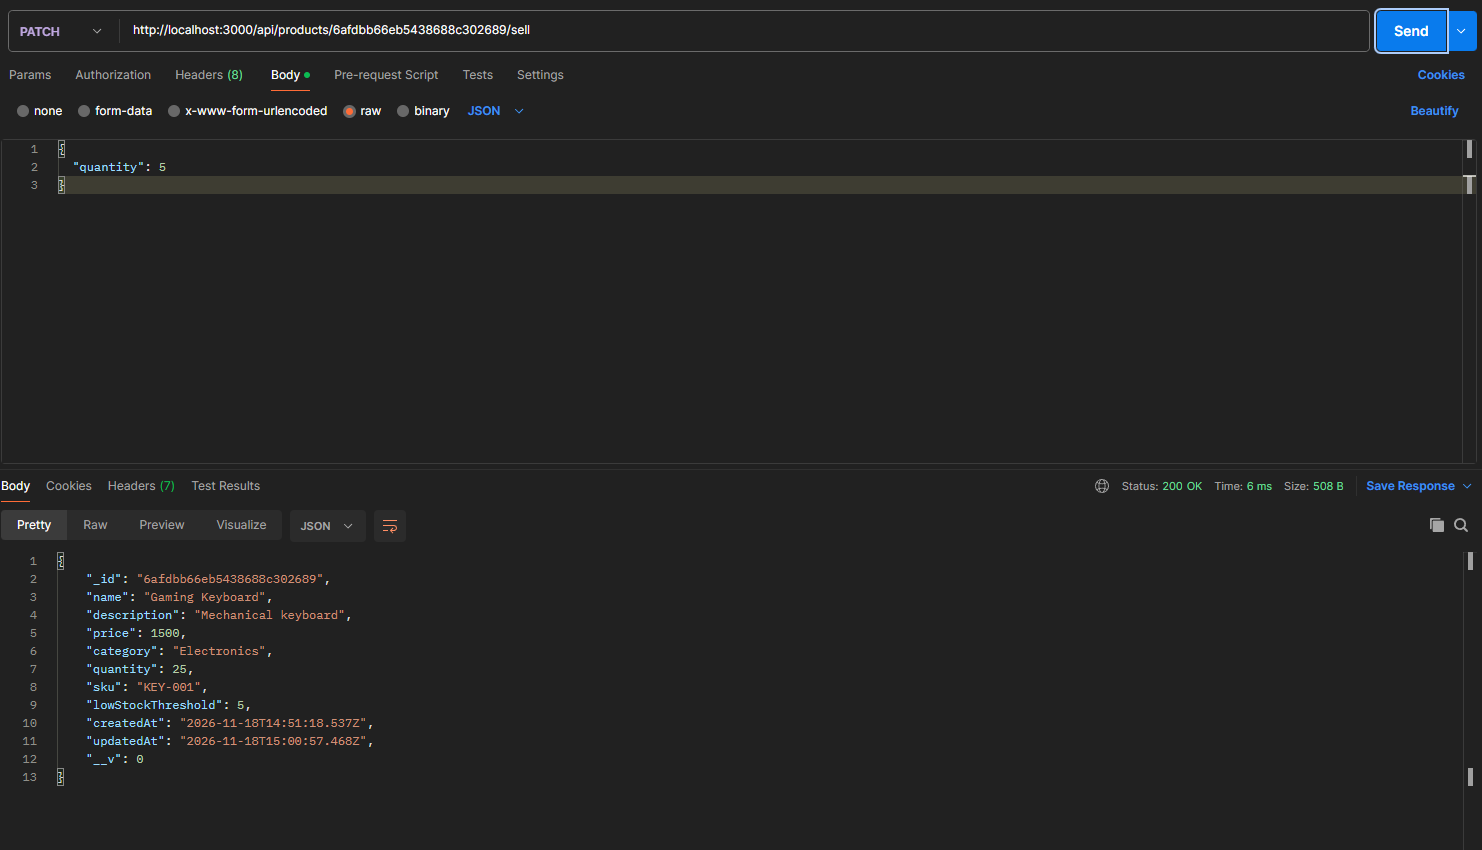 PATCH http://localhost:3000/api/products/6afdbb66eb5438688c302689/sell Send
Params Authorization Headers (8) Body Pre-request Script Tests Settings Cookies
none form-data x-www-form-urlencoded raw binary JSON Beautify
1 {
2 "quantity": 5
3 }
Body Cookies Headers (7) Test Results Status: 200 OK Time: 6 ms Size: 508 B Save Response
Pretty Raw Preview Visualize JSON
1 {
2 "_id": "6afdbb66eb5438688c302689",
3 "name": "Gaming Keyboard",
4 "description": "Mechanical keyboard",
5 "price": 1500,
6 "category": "Electronics",
7 "quantity": 25,
8 "sku": "KEY-001",
9 "lowStockThreshold": 5,
10 "createdAt": "2026-11-18T14:51:18.537Z",
11 "updatedAt": "2026-11-18T15:00:57.468Z",
12 "__v": 0
13 }